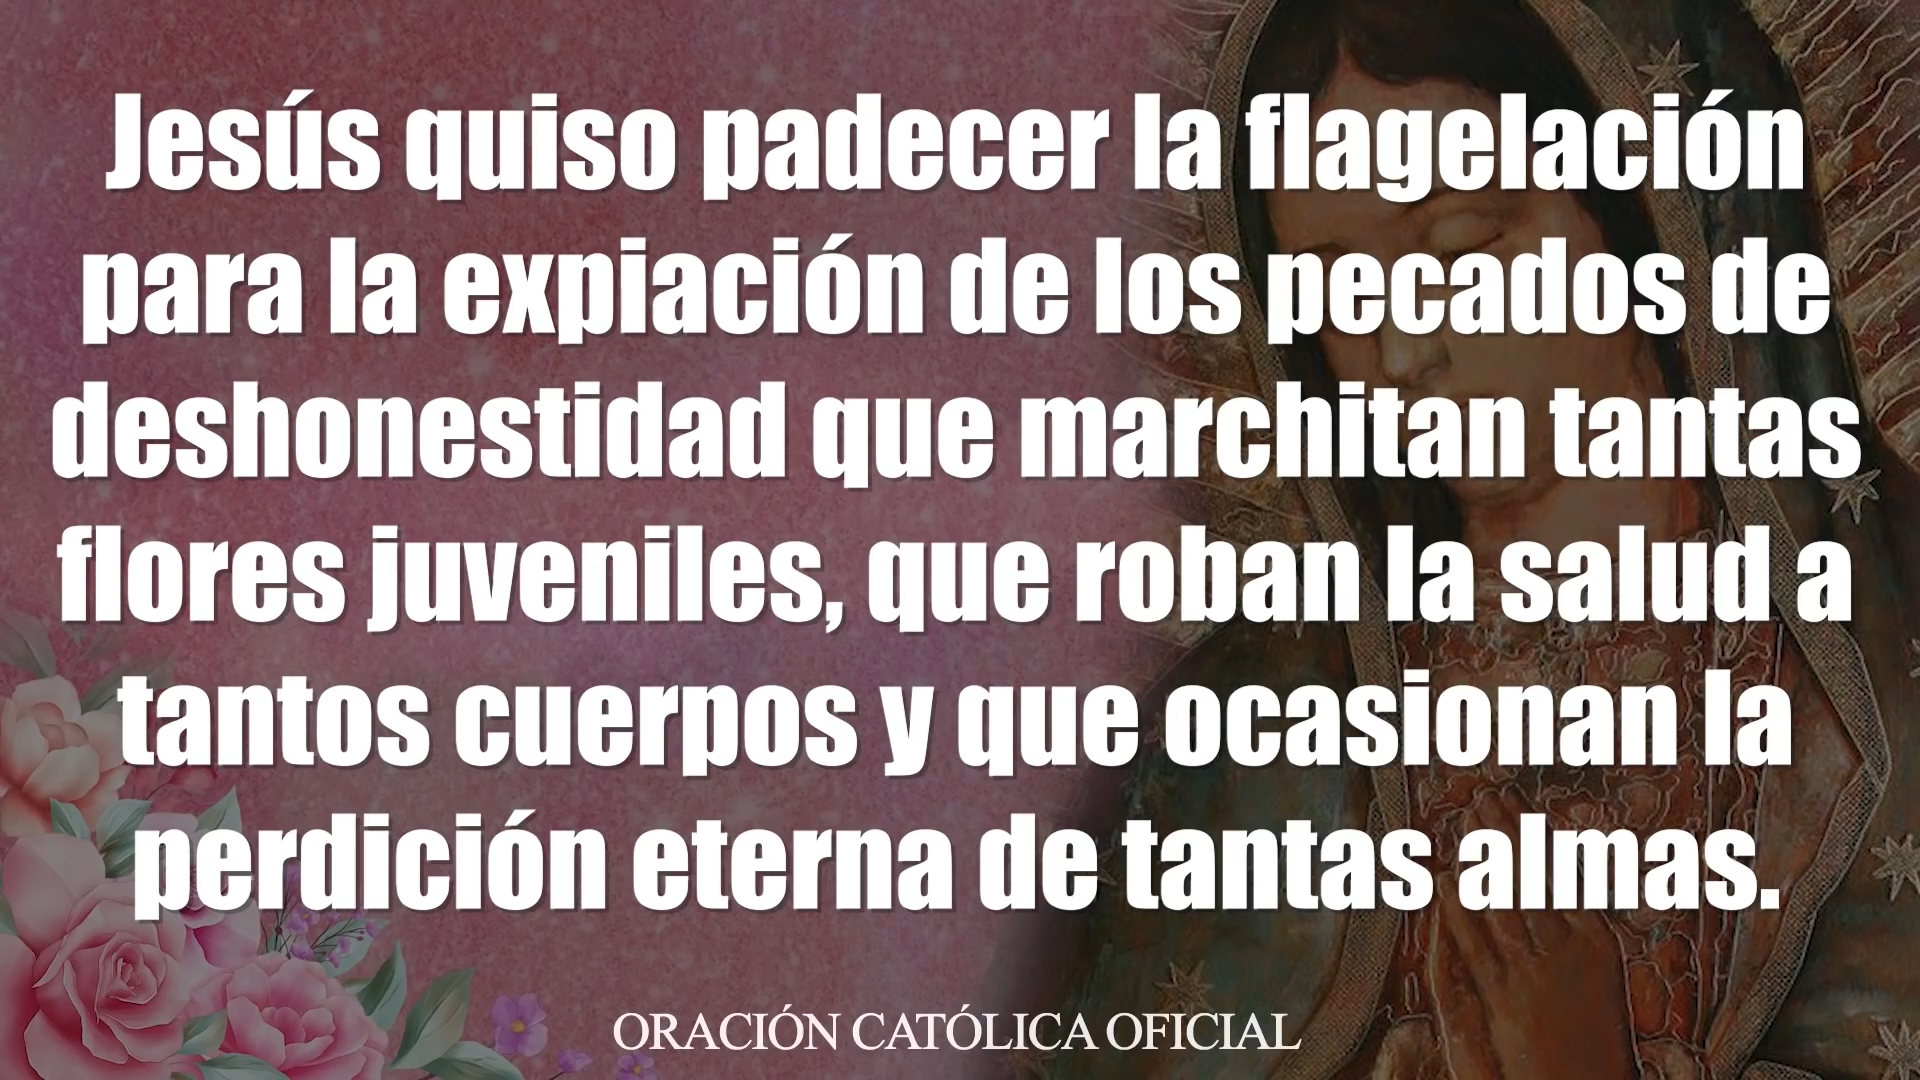 Jesús quiso padecer la flagelación
para la expiación de los pecados de
deshonestidad que marchitan tantas
flores juveniles, que roban la salud a
tantos cuerpos y que ocasionan la
perdición eterna de tantas almas.
ORACIÓN CATÓLICA OFICIAL